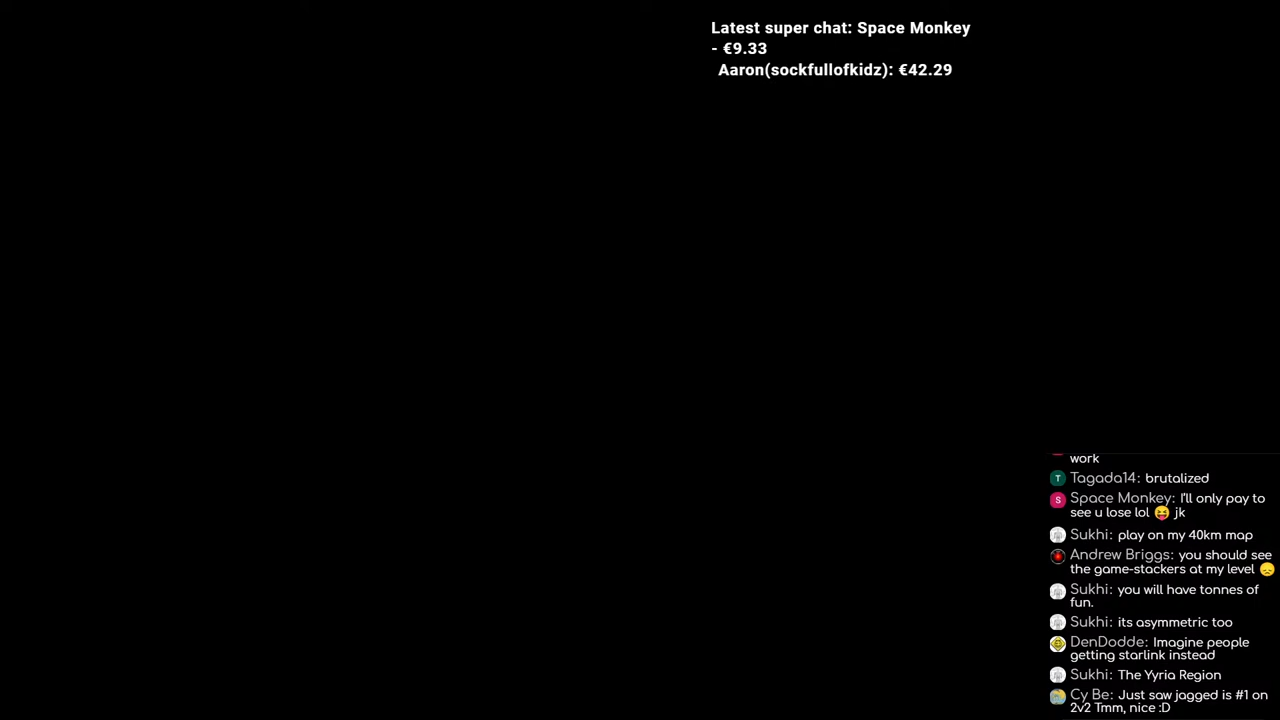 Latest super chat: Space Monkey
- €9.33
Aaron(sockfullofkidz): €42.29
work
T Tagada14: brutalized
S Space Monkey: I'll only pay to
see u lose lol 😝 jk
Sukhi: play on my 40km map
Andrew Briggs: you should see
the game-stackers at my level 😞
Sukhi: you will have tonnes of
fun.
Sukhi: its asymmetric too
DenDodde: Imagine people
getting starlink instead
Sukhi: The Yyria Region
Cy Be: Just saw jagged is #1 on
2v2 Tmm, nice :D